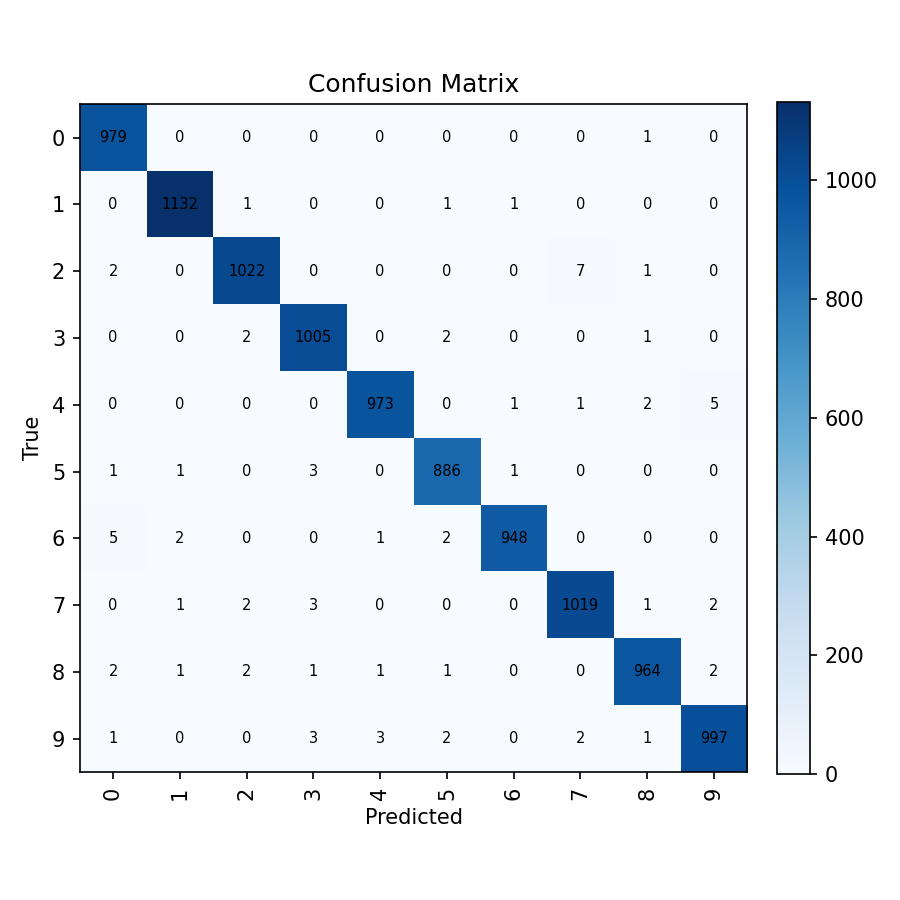 Confusion Matrix
0 979 0 0 0 0 0 0 0 1 0
1 0 1132 1 0 0 1 1 0 0 0
2 2 0 1022 0 0 0 0 7 1 0
3 0 0 2 1005 0 2 0 0 1 0
4 0 0 0 0 973 0 1 1 2 5
5 1 1 0 3 0 886 1 0 0 0
6 5 2 0 0 1 2 948 0 0 0
7 0 1 2 3 0 0 0 1019 1 2
8 2 1 2 1 1 1 0 0 964 2
9 1 0 0 3 3 2 0 2 1 997
0 1 2 3 4 5 6 7 8 9
Predicted
True
1000
800
600
400
200
0